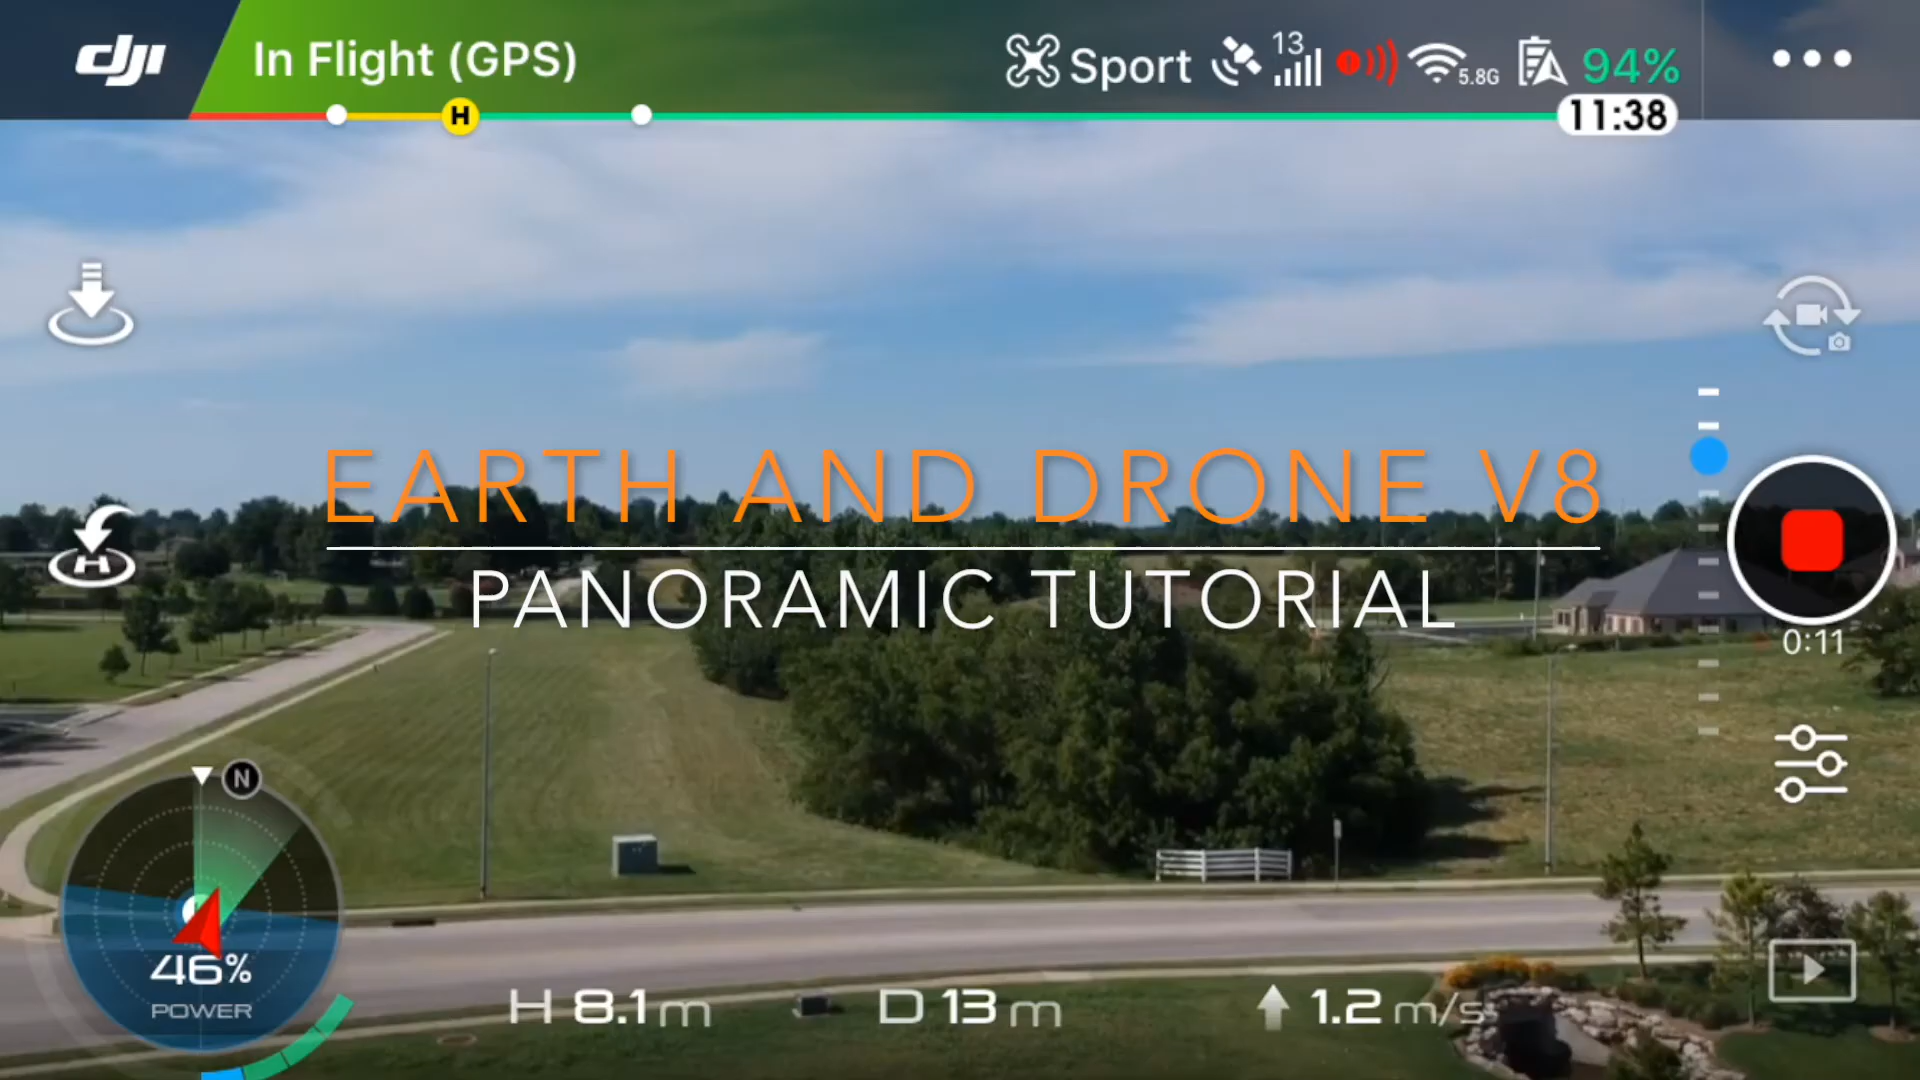 dji
In Flight (GPS)
Sport
13
5.8G
94%
H
11:38
EARTH AND DRONE V8
PANORAMIC TUTORIAL
H
0:11
N
46%
POWER
H 8.1 m
D 13 m
1.2 m/s